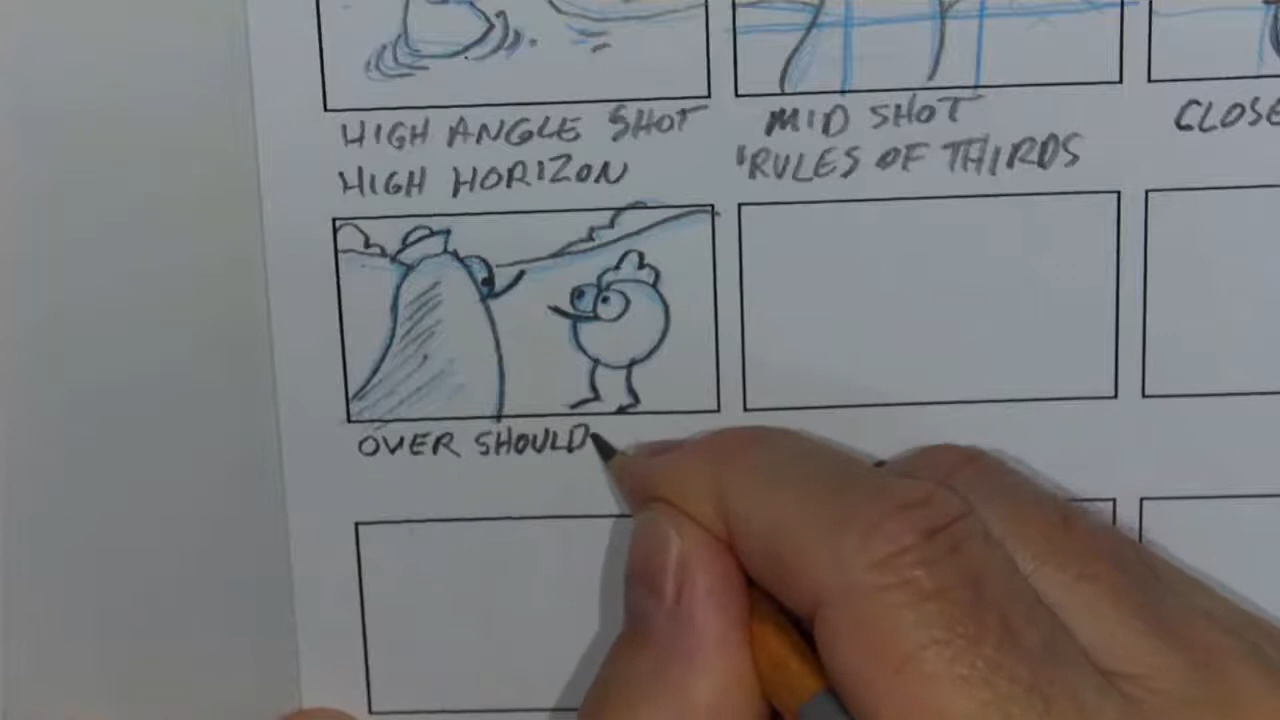 HIGH ANGLE SHOT
HIGH HORIZON
MID SHOT
'RULES OF THIRDS
CLOSE
OVER SHOULD